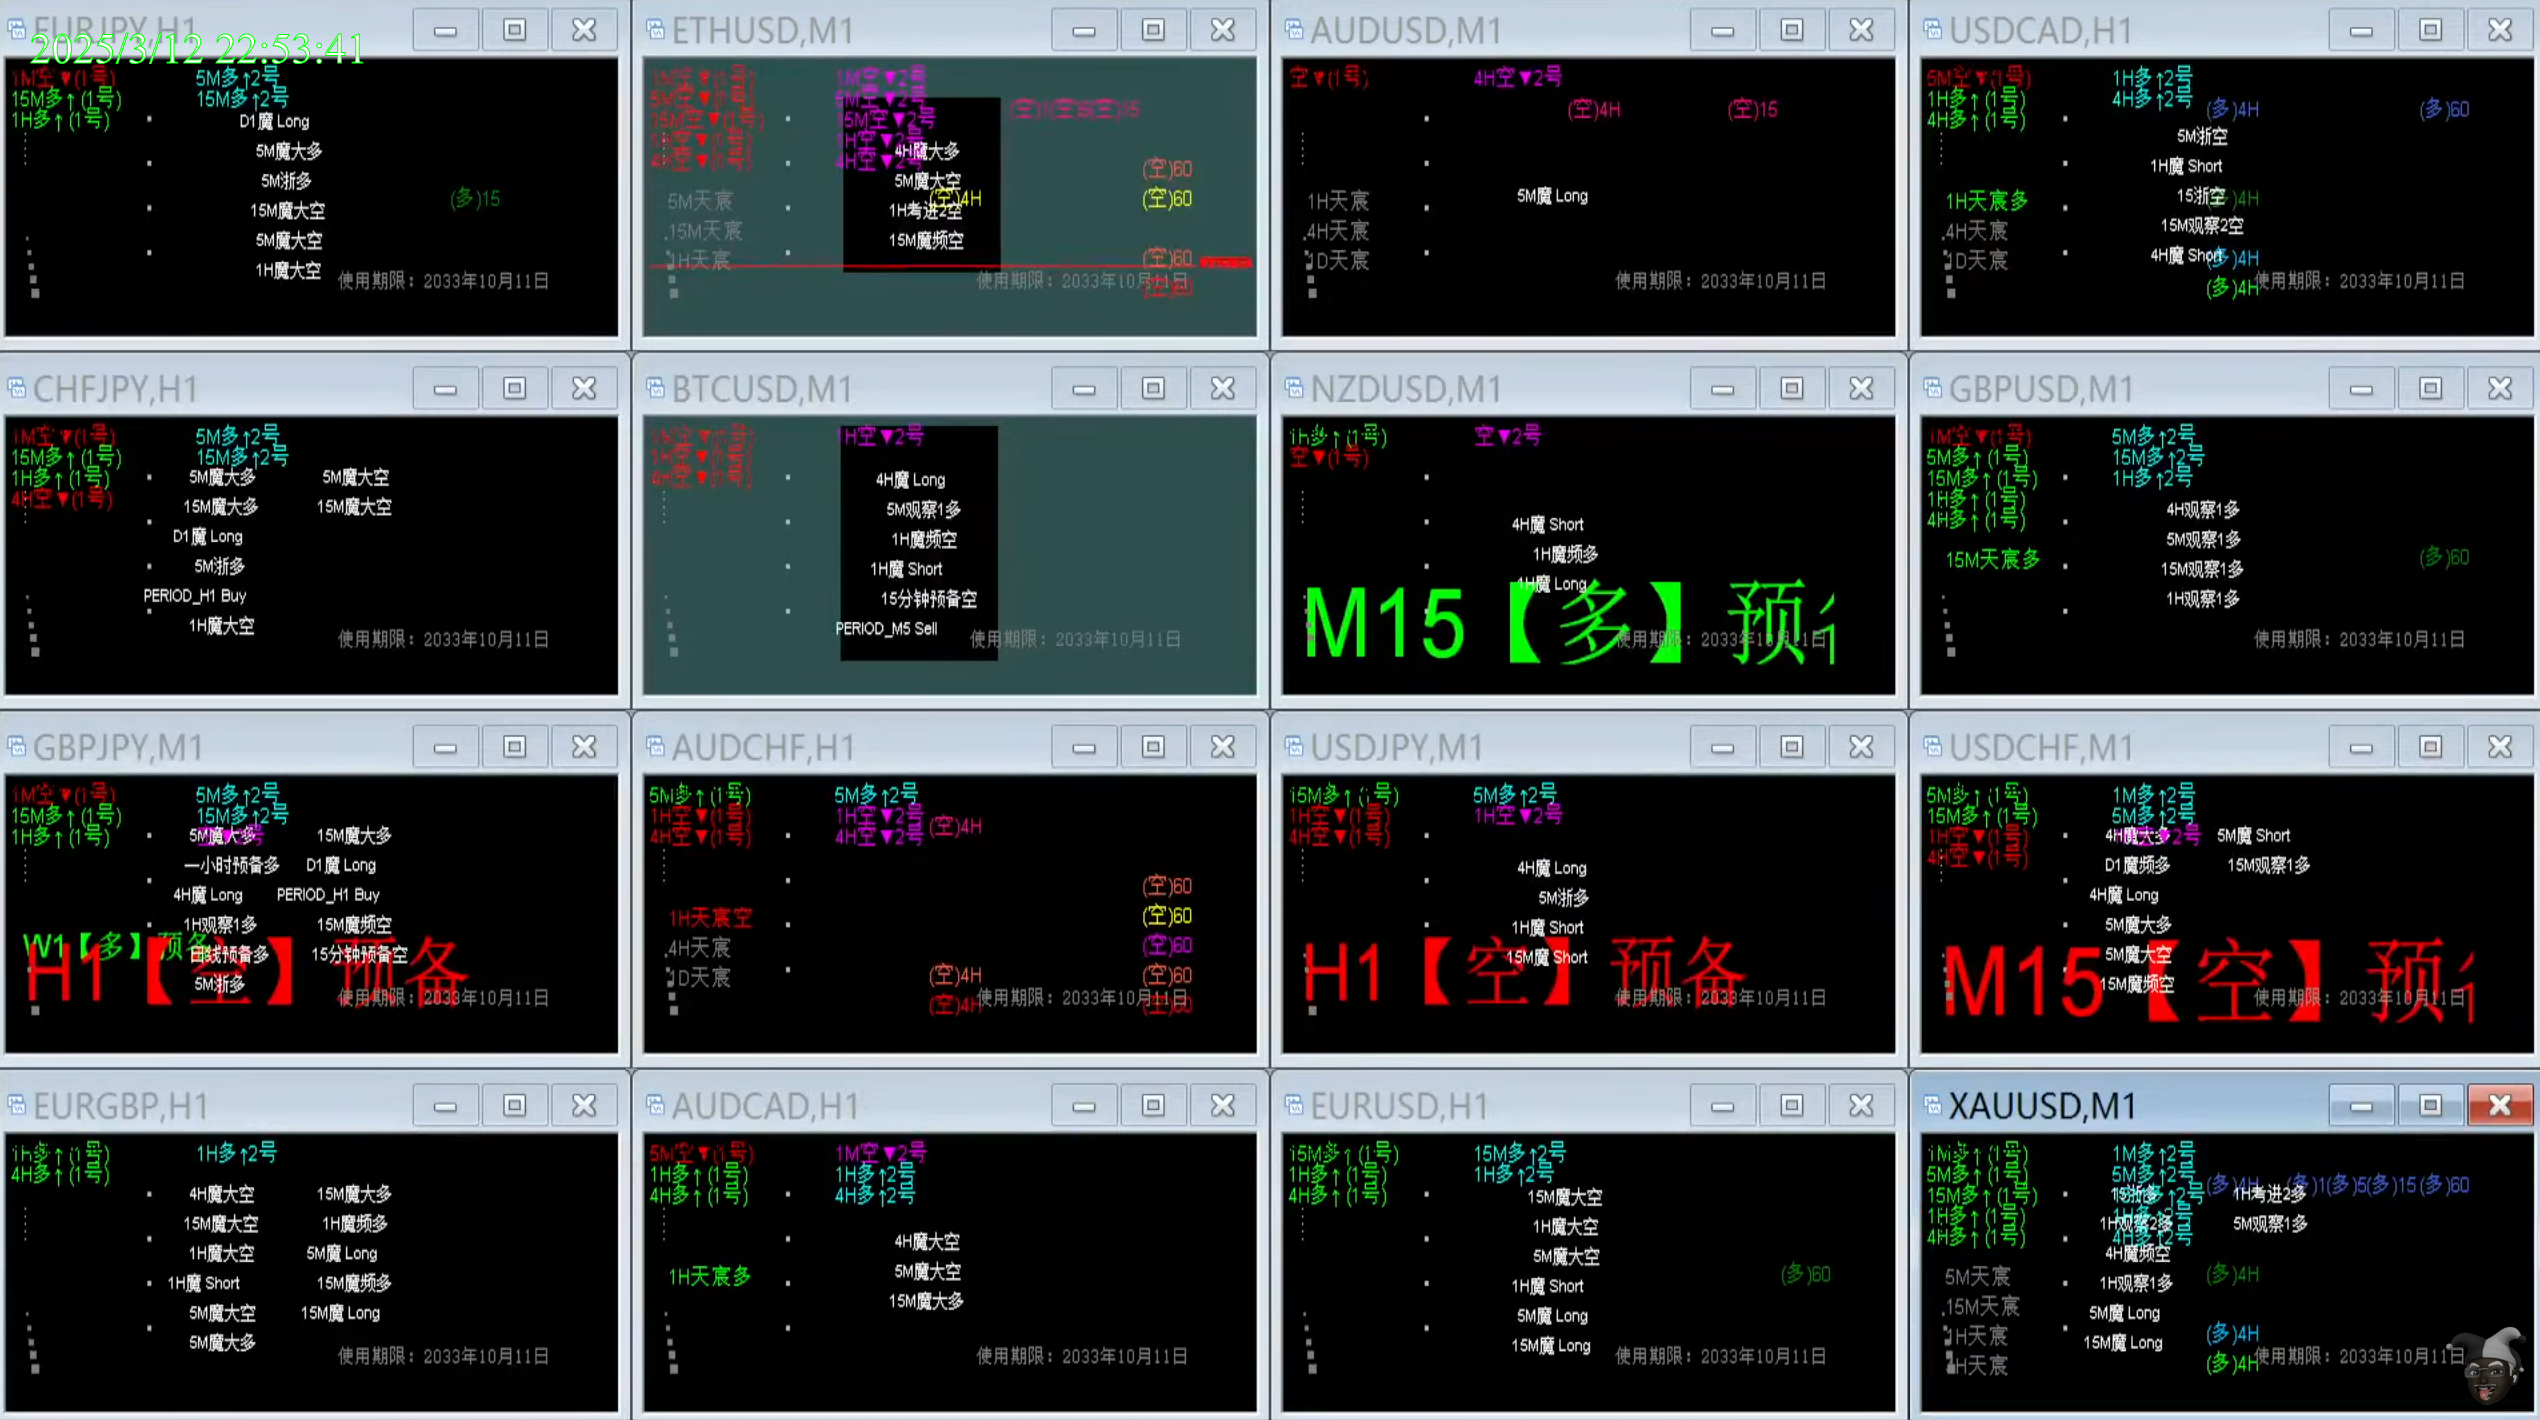 2025/3/12 22:53:41
EURJPY,H1
1M空▼(1号) 5M多↑2号
15M多↑(1号) 15M多↑2号
1H多↑(1号) D1魔 Long
5M魔大多
5M浙多
(多)15
15M魔大空
5M魔大空
1H魔大空
使用期限：2033年10月11日
ETHUSD,M1
1M空▼(1号) 1M空▼2号
5M空▼(1号) 5M空▼2号
15M空▼(1号) 15M空▼2号
1H空▼(1号) 1H空▼2号
4H空▼(1号) 4H空▼2号
4H魔大多
(空)60
5M魔大空
5M天宸 (空)4H (空)60
1H考进2空
15M天宸 15M魔频空
1H天宸 (空)60
使用期限：2033年10月11日
(空)60
AUDUSD,M1
空▼(1号) 4H空▼2号
(空)4H (空)15
1H天宸 5M魔 Long
4H天宸
1D天宸
使用期限：2033年10月11日
USDCAD,H1
5M空▼(1号) 1H多↑2号
1H多↑(1号) 4H多↑2号
4H多↑(1号) (多)4H (多)60
5M浙空
1H魔 Short
1H天宸多 15浙空 (多)4H
4H天宸 15M观察2空
1D天宸 4H魔 Short (多)4H
(多)4H 使用期限：2033年10月11日
CHFJPY,H1
1M空▼(1号) 5M多↑2号
15M多↑(1号) 15M多↑2号
1H多↑(1号) 5M魔大多 5M魔大空
4H空▼(1号) 15M魔大多 15M魔大空
D1魔 Long
5M浙多
PERIOD_H1 Buy
1H魔大空
使用期限：2033年10月11日
BTCUSD,M1
1M空▼(1号) 1H空▼2号
1H空▼(1号)
4H空▼(1号)
4H魔 Long
5M观察1多
1H魔频空
1H魔 Short
15分钟预备空
PERIOD_M5 Sell
使用期限：2033年10月11日
NZDUSD,M1
1h多↑(1号) 空▼2号
空▼(1号)
4H魔 Short
1H魔频多
1H魔 Long
M15【多】预
使用期限：2033年10月11日
GBPUSD,M1
1M空▼(1号) 5M多↑2号
5M多↑(1号) 15M多↑2号
15M多↑(1号) 1H多↑2号
1H多↑(1号) 4H观察1多
4H多↑(1号)
5M观察1多
15M天宸多 (多)60
15M观察1多
1H观察1多
使用期限：2033年10月11日
GBPJPY,M1
1M空▼(1号) 5M多↑2号
15M多↑(1号) 15M多↑2号
1H多↑(1号) 5M魔大多 15M魔大多
一小时预备多 D1魔 Long
4H魔 Long PERIOD_H1 Buy
1H观察1多 15M魔频空
W1【多】预备
日线预备多 15分钟预备空
H1【空】预备
5M浙多
使用期限：2033年10月11日
AUDCHF,H1
5M多↑(1号) 5M多↑2号
1H空▼(1号) 1H空▼2号
4H空▼(1号) 4H空▼2号 (空)4H
(空)60
1H天宸空 (空)60
4H天宸 (空)60
1D天宸 (空)4H (空)60
(空)4H (空)60
使用期限：2033年10月11日
USDJPY,M1
15M多↑(1号) 5M多↑2号
1H空▼(1号) 1H空▼2号
4H空▼(1号)
4H魔 Long
5M浙多
1H魔 Short
15M魔 Short
H1【空】预备
使用期限：2033年10月11日
USDCHF,M1
5M多↑(1号) 1M多↑2号
15M多↑(1号) 5M多↑2号
1H空▼(1号) 4H魔大多 5M魔 Short
4H空▼(1号) D1魔频多 15M观察1多
4H魔 Long
5M魔大多
5M魔大空
M15【空】预
15M魔频空
使用期限：2033年10月11日
EURGBP,H1
1h多↑(1号) 1H多↑2号
4H多↑(1号)
4H魔大空 15M魔大多
15M魔大空 1H魔频多
1H魔大空 5M魔 Long
1H魔 Short 15M魔频多
5M魔大空 15M魔 Long
5M魔大多
使用期限：2033年10月11日
AUDCAD,H1
5M空▼(1号) 1M空▼2号
1H多↑(1号) 1H多↑2号
4H多↑(1号) 4H多↑2号
4H魔大空
1H天宸多 5M魔大空
15M魔大多
使用期限：2033年10月11日
EURUSD,H1
15M多↑(1号) 15M多↑2号
1H多↑(1号) 1H多↑2号
4H多↑(1号) 15M魔大空
1H魔大空
5M魔大空
(多)60
1H魔 Short
5M魔 Long
15M魔 Long
使用期限：2033年10月11日
XAUUSD,M1
1M多↑(1号) 1M多↑2号
5M多↑(1号) 5M多↑2号 (多)4H (多)1(多)5(多)15(多)60
15M多↑(1号) 1H考进2多
1H多↑(1号) 1H观察2多 5M观察1多
4H多↑(1号) 4H多↑2号
4H魔频空
5M天宸 1H观察1多 (多)4H
15M天宸 5M魔 Long
1H天宸 15M魔 Long (多)4H
4H天宸 (多)4H 使用期限：2033年10月11日